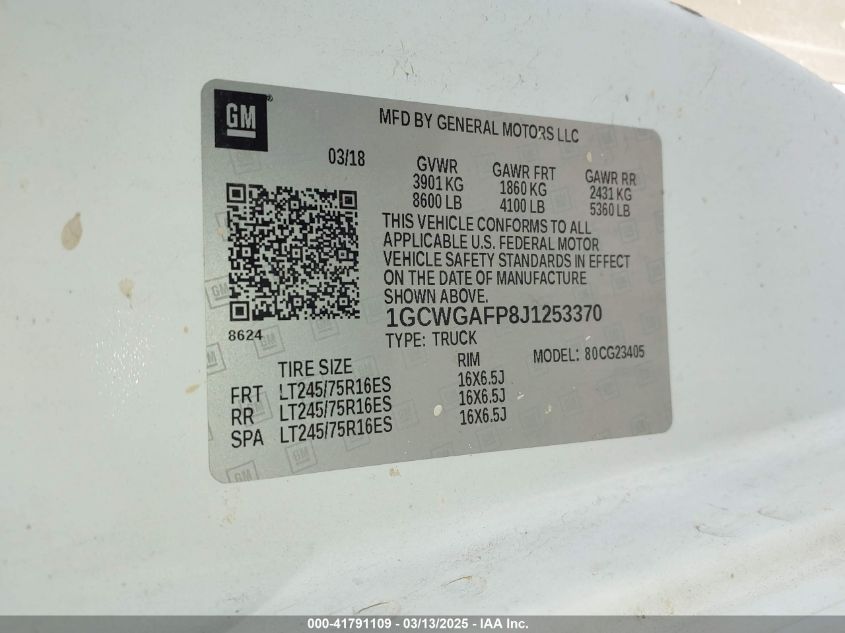 GM®
MFD BY GENERAL MOTORS LLC
03/18
GVWR GAWR FRT GAWR RR
3901 KG 1860 KG 2431 KG
8600 LB 4100 LB 5360 LB
THIS VEHICLE CONFORMS TO ALL
APPLICABLE U.S. FEDERAL MOTOR
VEHICLE SAFETY STANDARDS IN EFFECT
ON THE DATE OF MANUFACTURE
SHOWN ABOVE.
8624
1GCWGAFP8J1253370
TYPE: TRUCK
MODEL: 80CG23405
TIRE SIZE RIM
FRT LT245/75R16ES 16X6.5J
RR LT245/75R16ES 16X6.5J
SPA LT245/75R16ES 16X6.5J
000-41791109 - 03/13/2025 - IAA Inc.